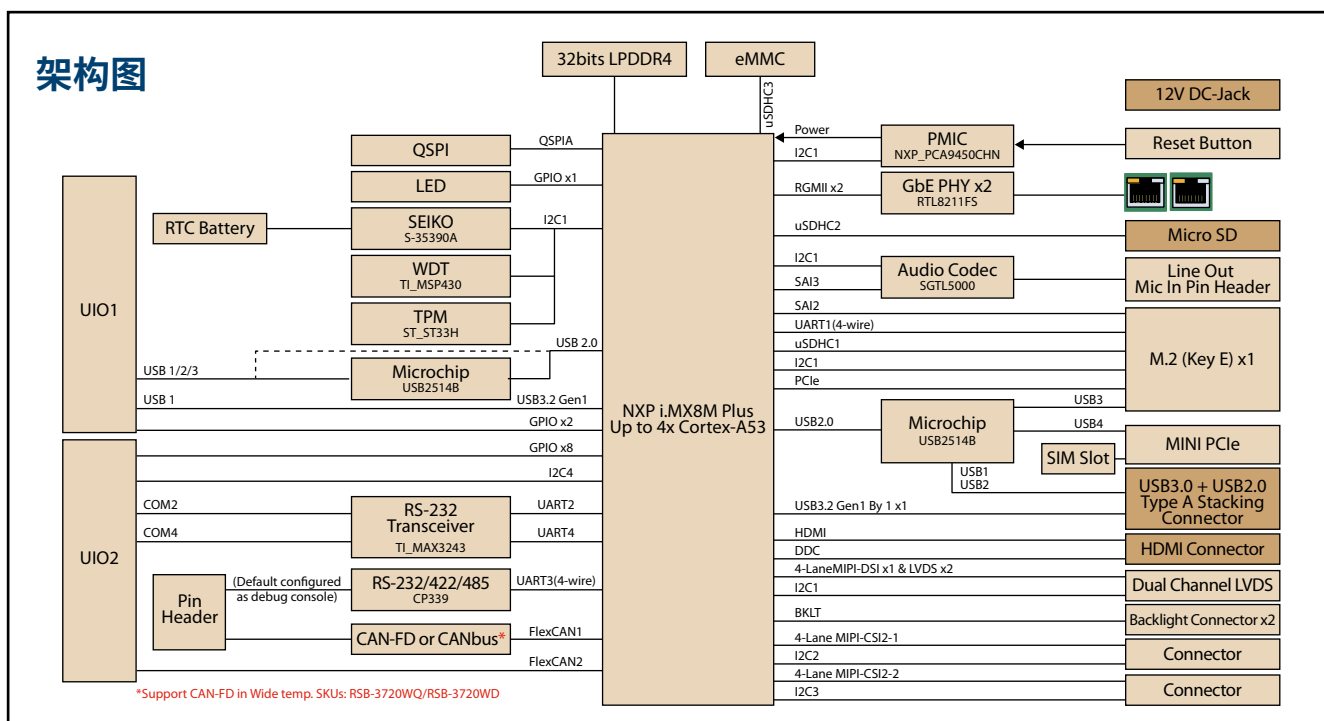 架构图
32bits LPDDR4
eMMC
uSDHC3
12V DC-Jack
QSPI
QSPIA
Power
I2C1
PMIC
NXP_PCA9450CHN
Reset Button
LED
GPIO x1
RGMII x2
GbE PHY x2
RTL8211FS
RTC Battery
SEIKO
S-35390A
I2C1
uSDHC2
Micro SD
WDT
TI_MSP430
I2C1
SAI3
Audio Codec
SGTL5000
Line Out
Mic In Pin Header
UIO1
TPM
ST_ST33H
SAI2
UART1(4-wire)
uSDHC1
I2C1
PCIe
M.2 (Key E) x1
USB 2.0
USB 1/2/3
Microchip
USB2514B
USB 1
USB3.2 Gen1
GPIO x2
NXP i.MX8M Plus
Up to 4x Cortex-A53
USB2.0
Microchip
USB2514B
USB3
USB4
USB1
USB2
SIM Slot
MINI PCIe
GPIO x8
I2C4
USB3.2 Gen1 By 1 x1
USB3.0 + USB2.0
Type A Stacking
Connector
UIO2
COM2
COM4
RS-232
Transceiver
TI_MAX3243
UART2
UART4
HDMI
DDC
HDMI Connector
4-LaneMIPI-DSI x1 & LVDS x2
I2C1
Dual Channel LVDS
Pin
Header
(Default configured
as debug console)
RS-232/422/485
CP339
UART3(4-wire)
BKLT
Backlight Connector x2
CAN-FD or CANbus*
FlexCAN1
4-Lane MIPI-CSI2-1
I2C2
Connector
FlexCAN2
4-Lane MIPI-CSI2-2
I2C3
Connector
*Support CAN-FD in Wide temp. SKUs: RSB-3720WQ/RSB-3720WD